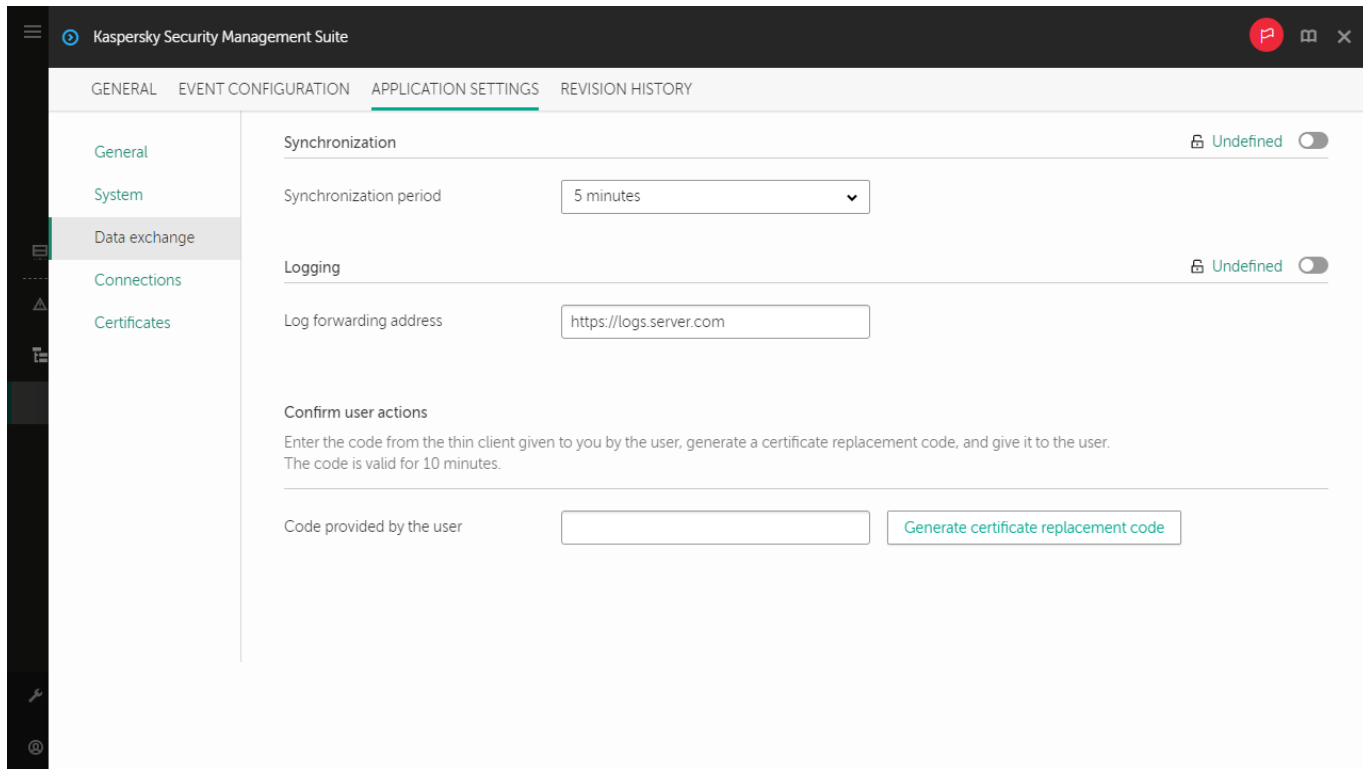 Kaspersky Security Management Suite
GENERAL EVENT CONFIGURATION APPLICATION SETTINGS REVISION HISTORY
General
System
Data exchange
Connections
Certificates
Synchronization
Undefined
Synchronization period
5 minutes
Logging
Undefined
Log forwarding address
https://logs.server.com
Confirm user actions
Enter the code from the thin client given to you by the user, generate a certificate replacement code, and give it to the user.
The code is valid for 10 minutes.
Code provided by the user
Generate certificate replacement code